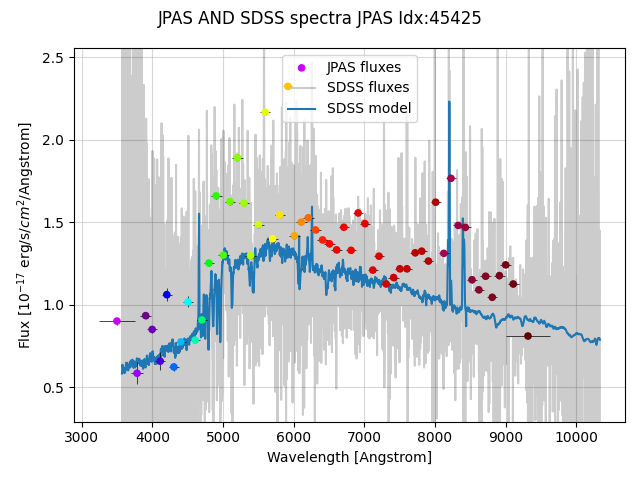 JPAS AND SDSS spectra JPAS Idx:45425
JPAS fluxes
SDSS fluxes
SDSS model
2.5
2.0
1.5
1.0
0.5
Flux [10⁻¹⁷ erg/s/cm²/Angstrom]
3000 4000 5000 6000 7000 8000 9000 10000
Wavelength [Angstrom]